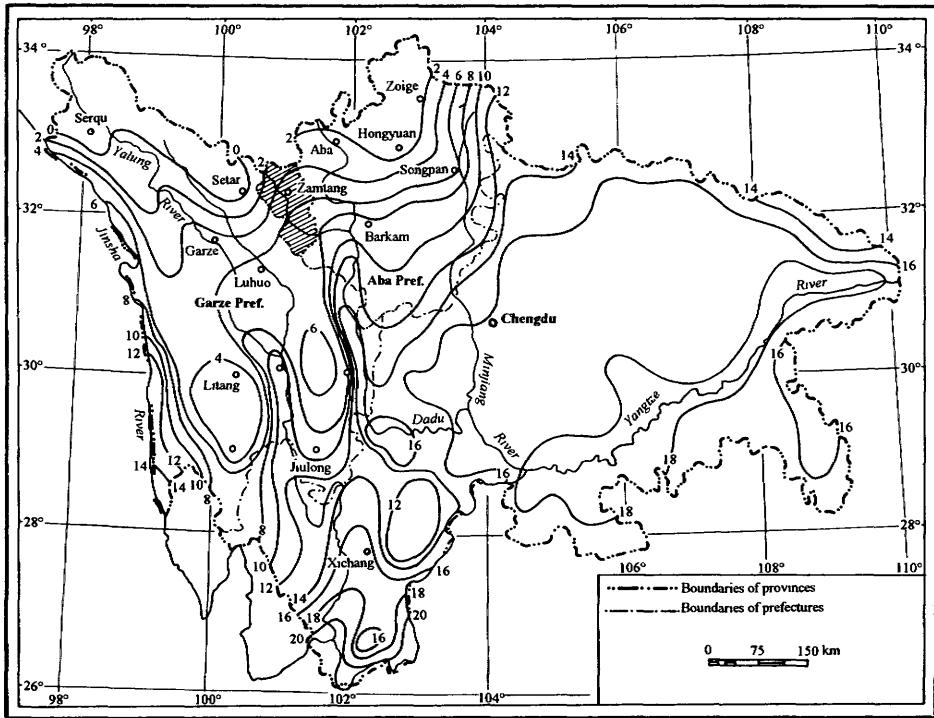 98° 100° 102° 104° 106° 108° 110°
34° 34°
2 4 6 8 10 12
Zoige
Serqu
Hongyuan
2 0 2
Aba
4 0 2 14
Yalung
Songpan
Setar
Zamtang
14
32° 32°
6
River
Barkam
Jinsha
Garze
14
Aba Pref.
Luhuo
16
River
8
Garze Pref.
Chengdu
10 6
12
16
30° 4 30°
Litang
Minjiang
Yangtze
Dadu
16
River
16
River
14 12
Jiulong
16 18
14 10
8
12
18
28° 8 28°
Xichang
10
16
12 14
16 18 18
20 16 20
Boundaries of provinces
Boundaries of prefectures
0 75 150 km
26°
98° 100° 102° 104° 106° 108° 110°